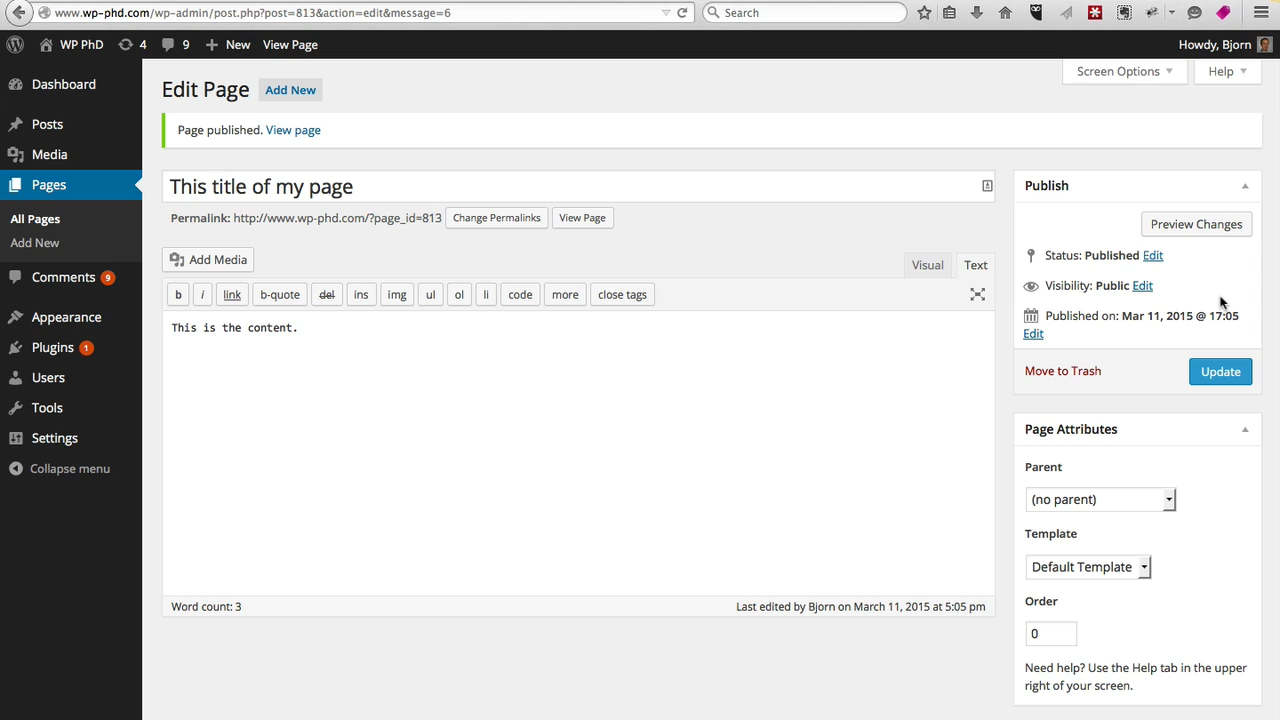 www.wp-phd.com/wp-admin/post.php?post=813&action=edit&message=6
Search
WP PhD
4
9
New
View Page
Howdy, Bjorn
Dashboard
Posts
Media
Pages
All Pages
Add New
Comments 9
Appearance
Plugins 1
Users
Tools
Settings
Collapse menu
Screen Options
Help
Edit Page
Add New
Page published. View page
This title of my page
Permalink: http://www.wp-phd.com/?page_id=813
Change Permalinks
View Page
Add Media
Visual
Text
b
i
link
b-quote
del
ins
img
ul
ol
li
code
more
close tags
This is the content.
Word count: 3
Last edited by Bjorn on March 11, 2015 at 5:05 pm
Publish
Preview Changes
Status: Published Edit
Visibility: Public Edit
Published on: Mar 11, 2015 @ 17:05
Edit
Move to Trash
Update
Page Attributes
Parent
(no parent)
Template
Default Template
Order
0
Need help? Use the Help tab in the upper
right of your screen.